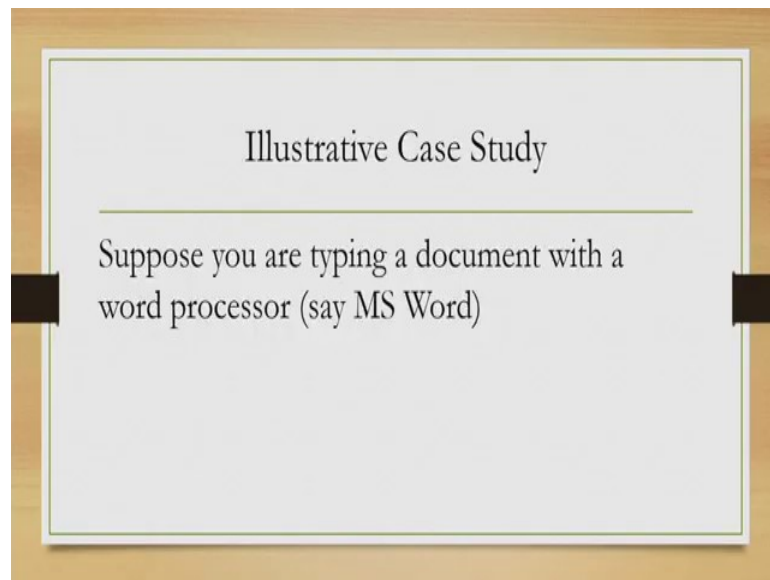 Illustrative Case Study
Suppose you are typing a document with a
word processor (say MS Word)